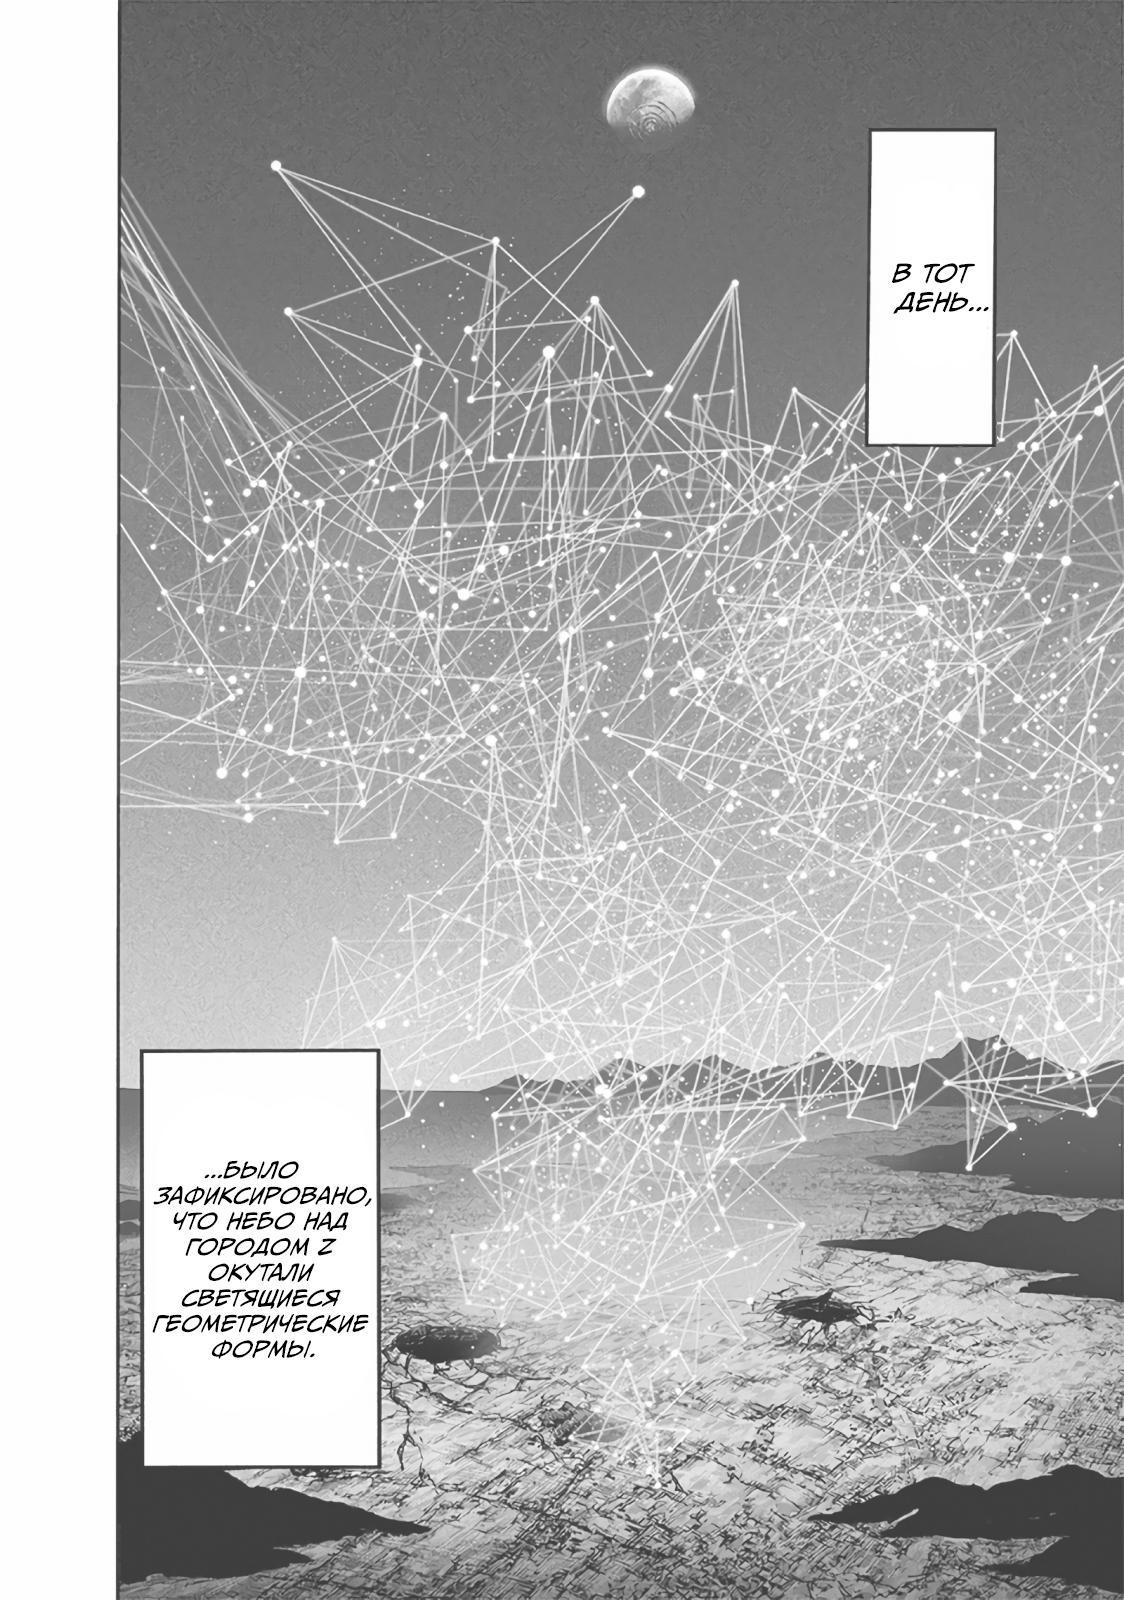 В ТОТ
ДЕНЬ...
...БЫЛО
ЗАФИКСИРОВАНО,
ЧТО НЕБО НАД
ГОРОДОМ Z
ОКУТАЛИ
СВЕТЯЩИЕСЯ
ГЕОМЕТРИЧЕСКИЕ
ФОРМЫ.